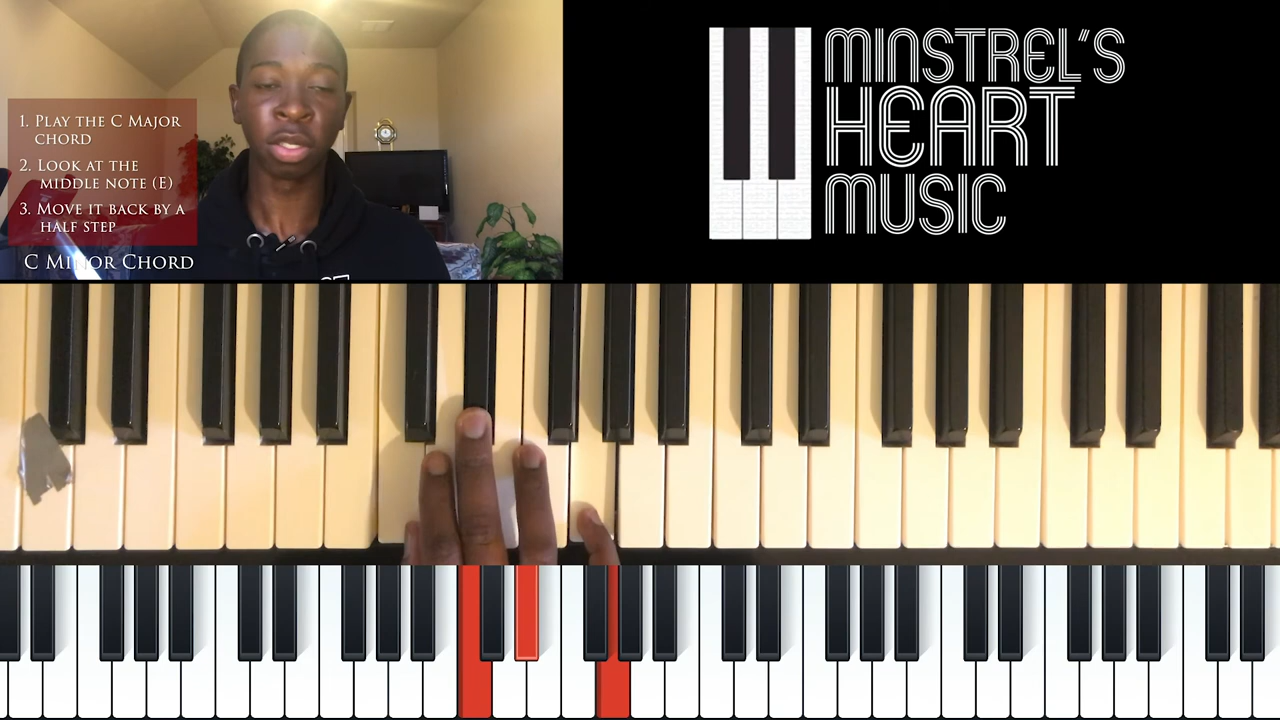 1. Play the C Major
chord
2. Look at the
middle note (E)
3. Move it back by a
half step
C Minor Chord
MINSTREL'S
HEART
MUSIC